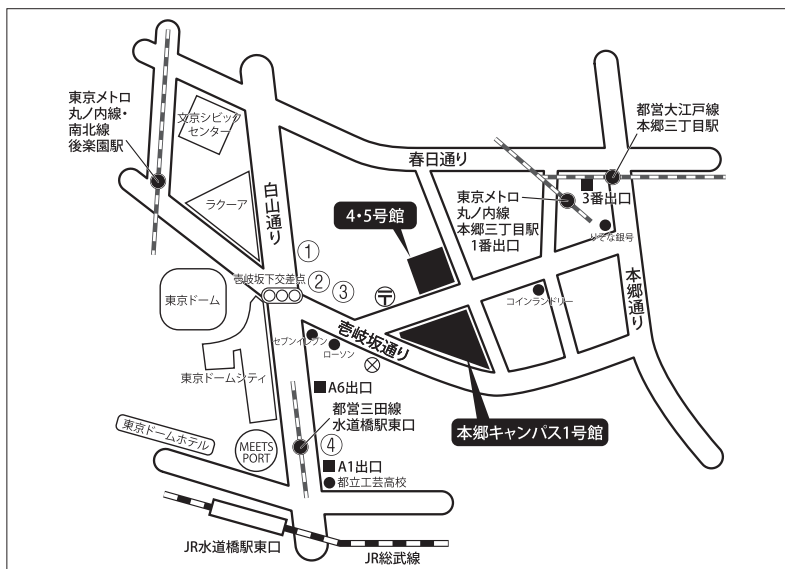 東京メトロ
丸ノ内線・
南北線
後楽園駅
文京シビック
センター
ラクーア
白山通り
春日通り
都営大江戸線
本郷三丁目駅
東京メトロ
丸ノ内線
本郷三丁目駅
1番出口
3番出口
りそな銀号
4・5号館
本郷通り
①
壱岐坂下交差点
②
③
〒
コインランドリー
東京ドーム
壱岐坂通り
セブンイレブン
ローソン
東京ドームシティ
A6出口
都営三田線
水道橋駅東口
④
本郷キャンパス1号館
東京ドームホテル
MEETS
PORT
A1出口
都立工芸高校
JR水道橋駅東口
JR総武線